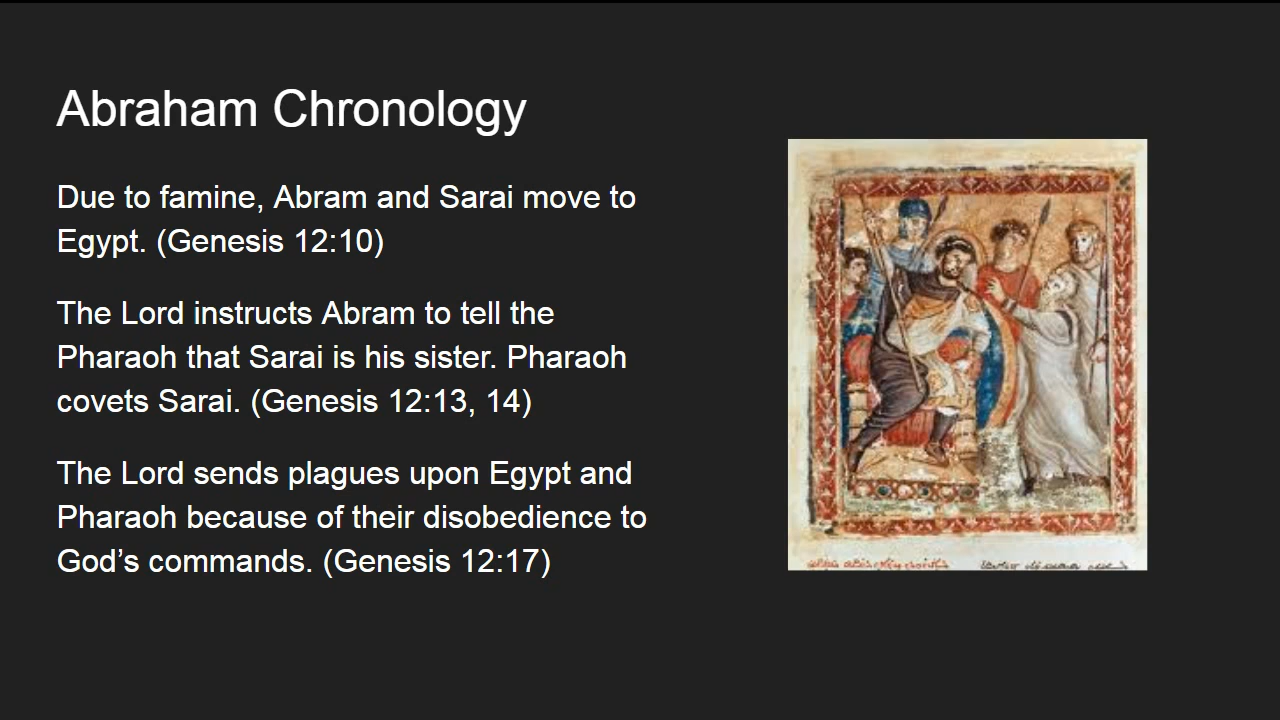 Abraham Chronology
Due to famine, Abram and Sarai move to
Egypt. (Genesis 12:10)
The Lord instructs Abram to tell the
Pharaoh that Sarai is his sister. Pharaoh
covets Sarai. (Genesis 12:13, 14)
The Lord sends plagues upon Egypt and
Pharaoh because of their disobedience to
God’s commands. (Genesis 12:17)